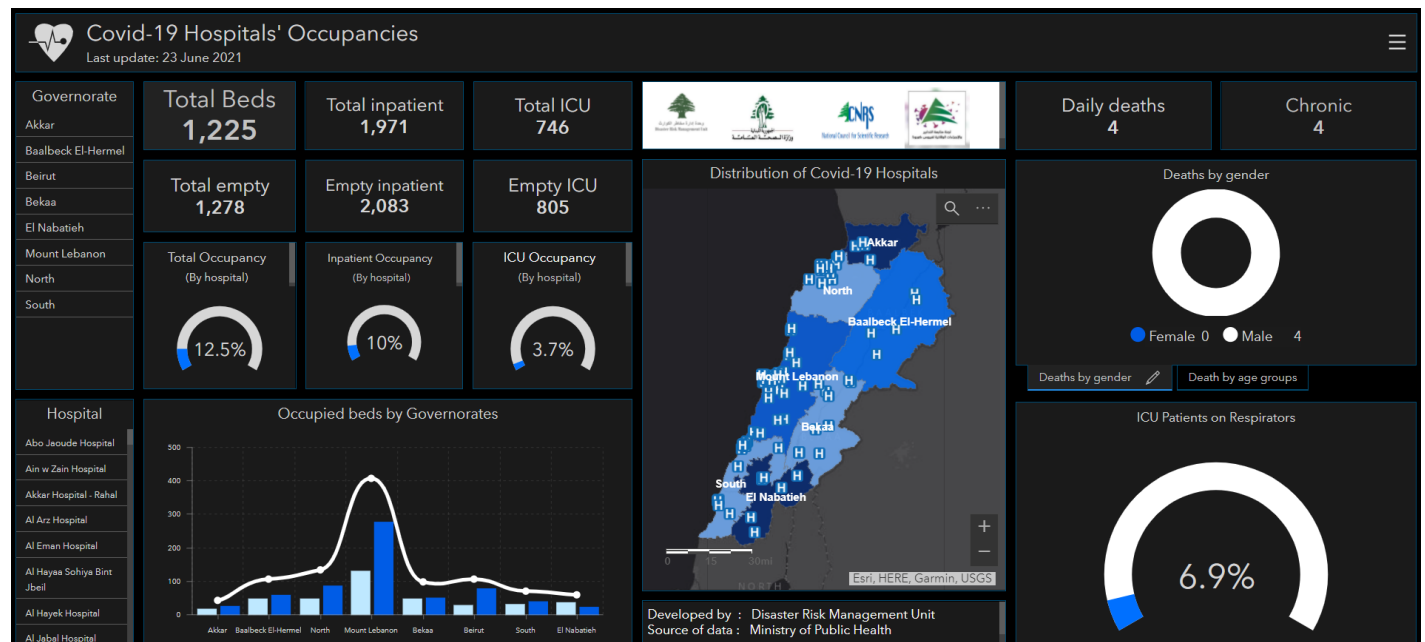 Covid-19 Hospitals' Occupancies
Last update: 23 June 2021
Governorate
Akkar
Baalbeck El-Hermel
Beirut
Bekaa
El Nabatieh
Mount Lebanon
North
South
Total Beds
1,225
Total inpatient
1,971
Total ICU
746
Total empty
1,278
Empty inpatient
2,083
Empty ICU
805
Total Occupancy
(By hospital)
12.5%
Inpatient Occupancy
(By hospital)
10%
ICU Occupancy
(By hospital)
3.7%
Hospital
Abo Jaoude Hospital
Ain w Zain Hospital
Akkar Hospital - Rahal
Al Arz Hospital
Al Eman Hospital
Al Hayaa Sohiya Bint
Jbeil
Al Hayek Hospital
Al Jabal Hospital
Occupied beds by Governorates
500
400
300
200
100
0
Akkar Baalbeck El-Hermel North Mount Lebanon Bekaa Beirut South El Nabatieh
CNRS
National Council for Scientific Research
Distribution of Covid-19 Hospitals
Akkar
North
Baalbeck El-Hermel
Mount Lebanon
Bekaa
South
El Nabatieh
0 15 30mi
NORTH
Esri, HERE, Garmin, USGS
Developed by : Disaster Risk Management Unit
Source of data : Ministry of Public Health
Daily deaths
4
Chronic
4
Deaths by gender
Female 0 Male 4
Deaths by gender Death by age groups
ICU Patients on Respirators
6.9%